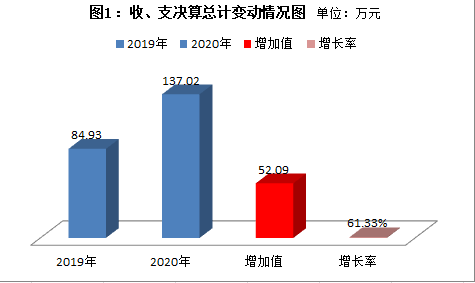 图1：收、支决算总计变动情况图 单位：万元
2019年 2020年 增加值 增长率
137.02
84.93
52.09
61.33%
2019年 2020年 增加值 增长率